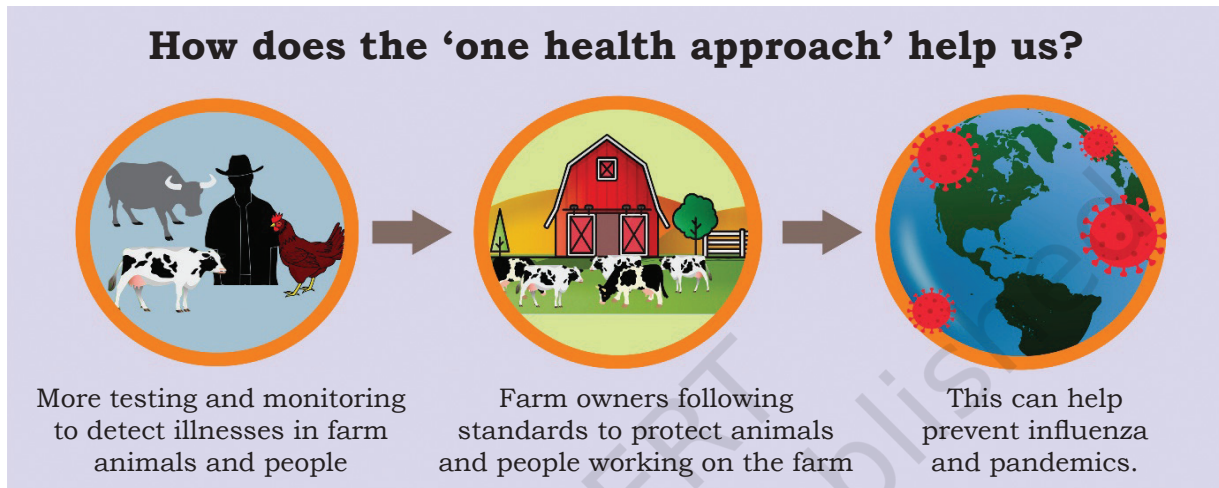 How does the ‘one health approach’ help us?
More testing and monitoring
to detect illnesses in farm
animals and people
Farm owners following
standards to protect animals
and people working on the farm
This can help
prevent influenza
and pandemics.